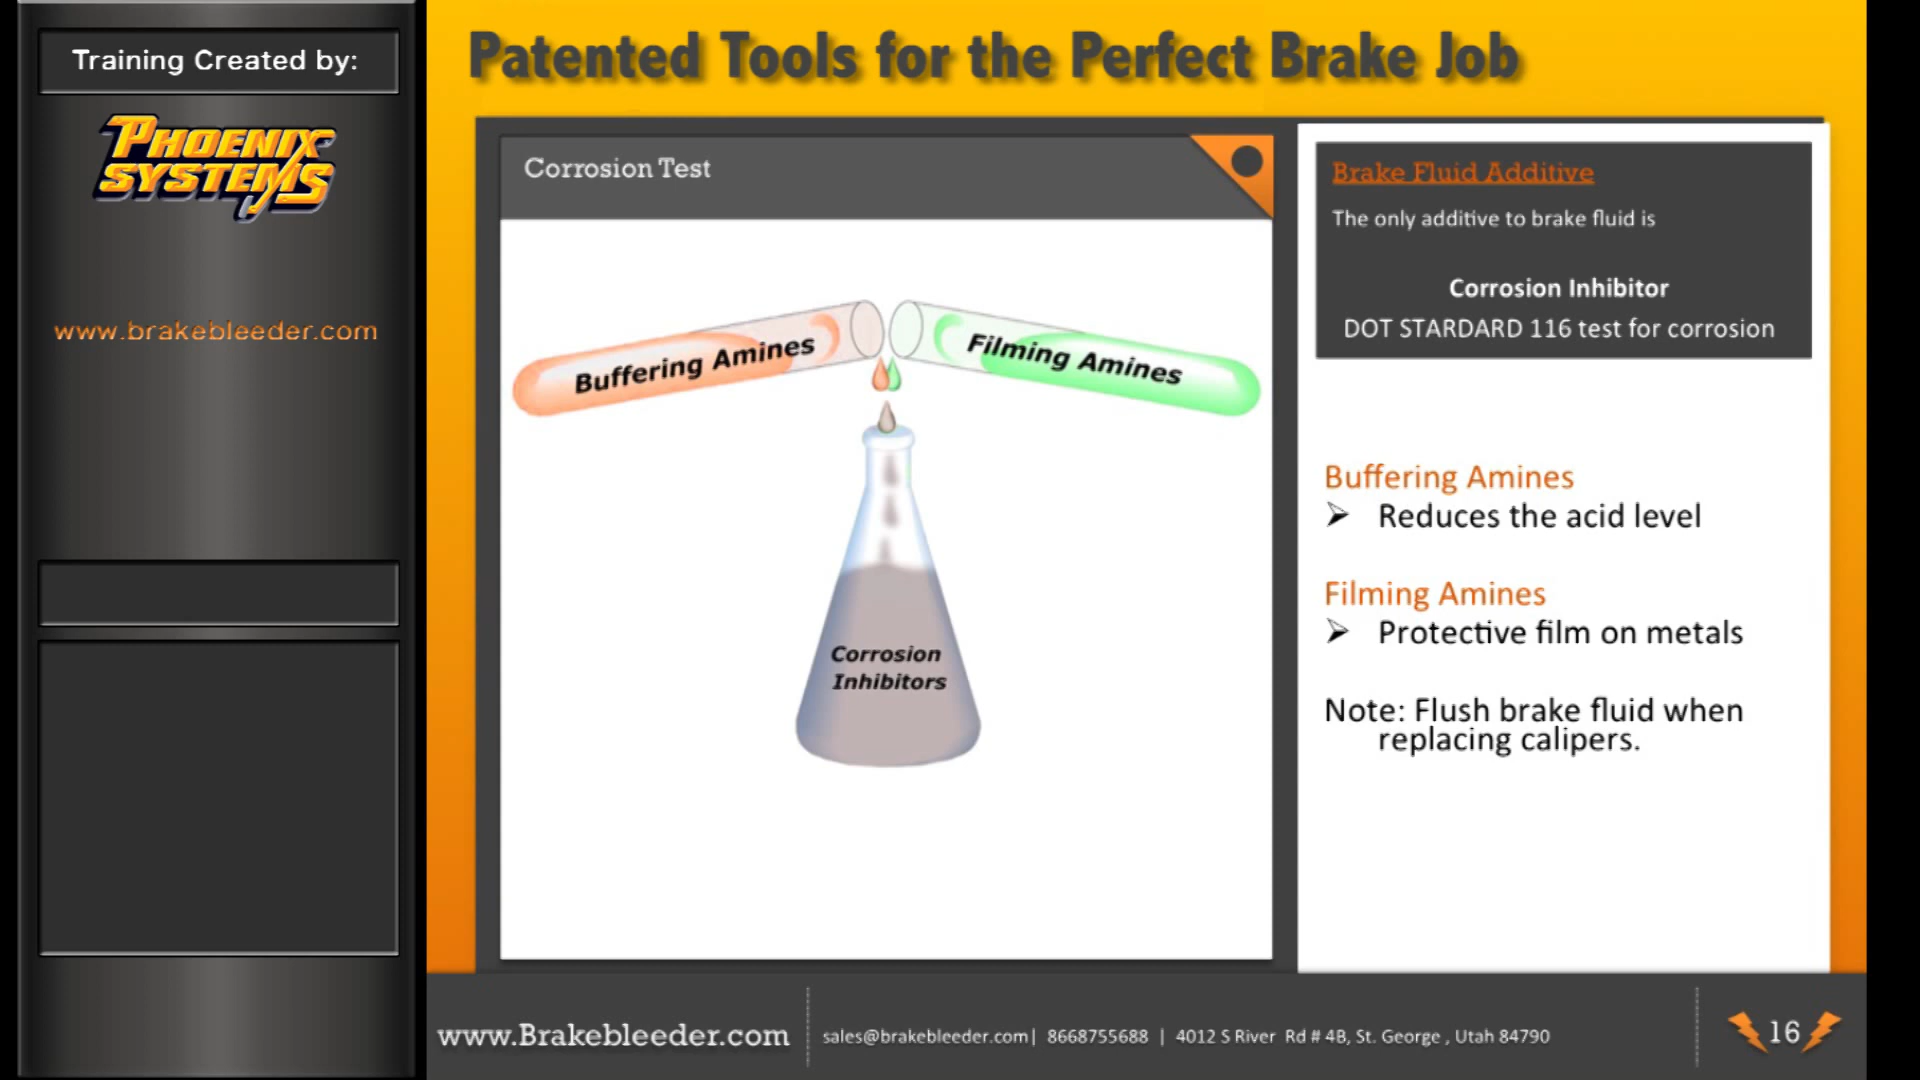 Training Created by:
PHOENIX
SYSTEMS
www.brakebleeder.com
Patented Tools for the Perfect Brake Job
Corrosion Test
Buffering Amines
Filming Amines
Corrosion
Inhibitors
Brake Fluid Additive
The only additive to brake fluid is
Corrosion Inhibitor
DOT STARDARD 116 test for corrosion
Buffering Amines
➢ Reduces the acid level
Filming Amines
➢ Protective film on metals
Note: Flush brake fluid when
replacing calipers.
www.Brakebleeder.com
sales@brakebleeder.com| 8668755688 | 4012 S River Rd # 4B, St. George , Utah 84790
16